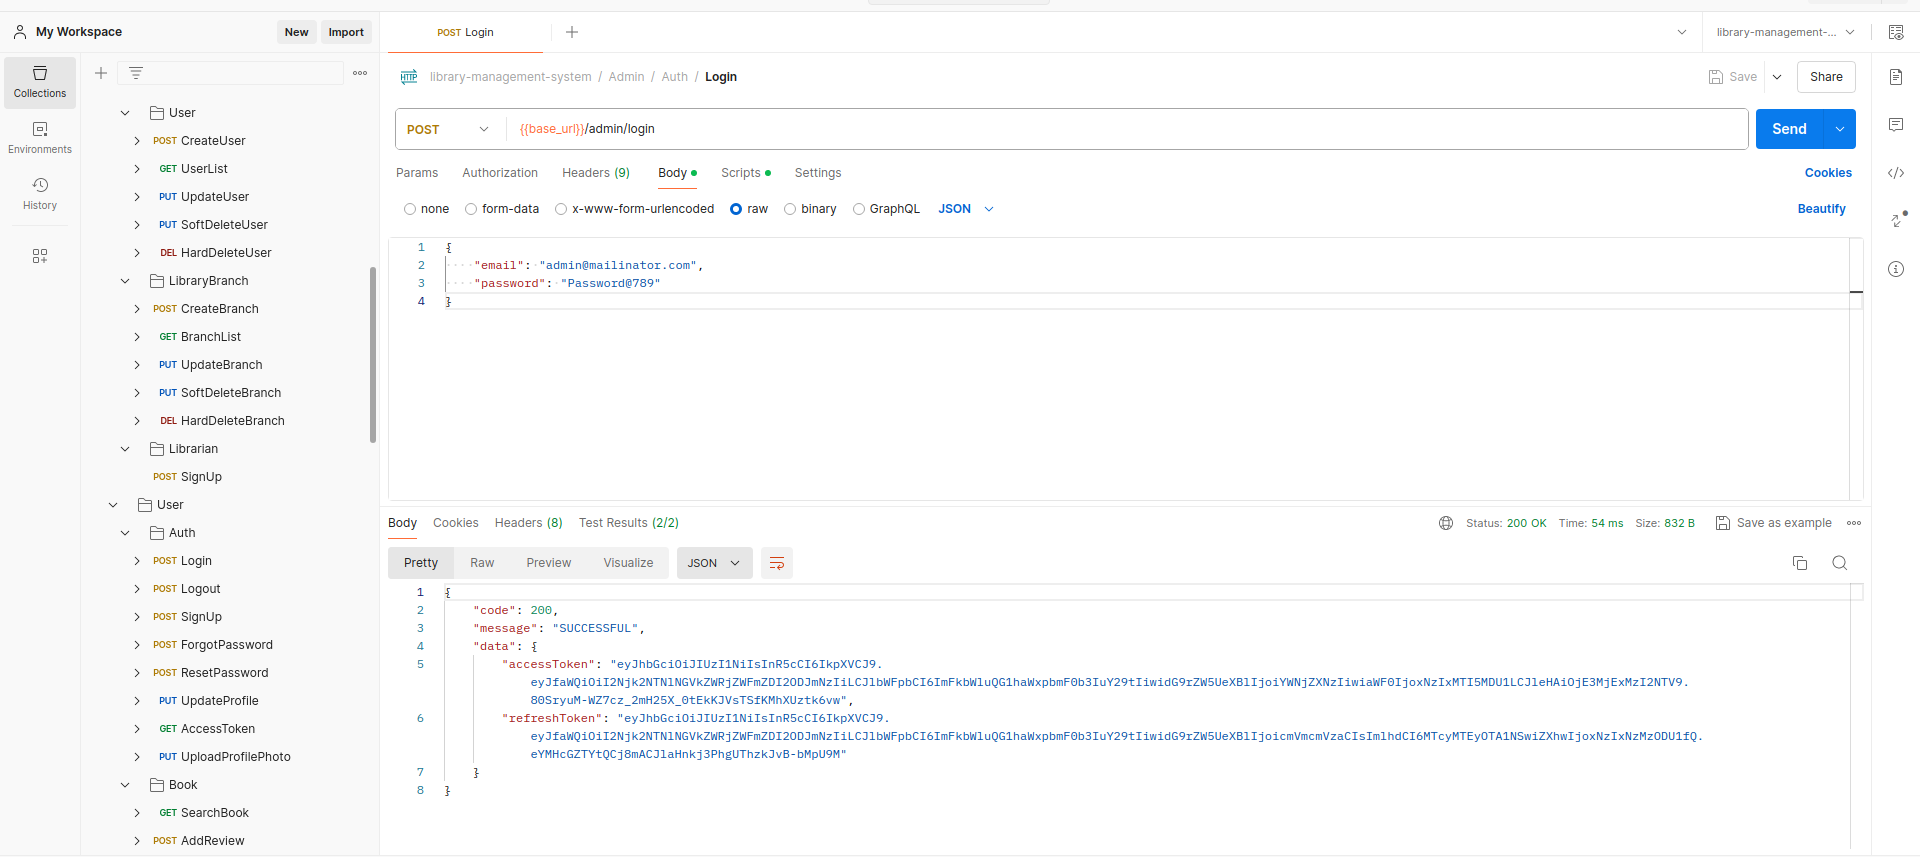 My Workspace
New
Import
POST Login
library-management-...
Collections
Environments
History
User
POST CreateUser
GET UserList
PUT UpdateUser
PUT SoftDeleteUser
DEL HardDeleteUser
LibraryBranch
POST CreateBranch
GET BranchList
PUT UpdateBranch
PUT SoftDeleteBranch
DEL HardDeleteBranch
Librarian
POST SignUp
User
Auth
POST Login
POST Logout
POST SignUp
POST ForgotPassword
POST ResetPassword
POST UpdateProfile
GET AccessToken
PUT UploadProfilePhoto
Book
GET SearchBook
POST AddReview
HTTP library-management-system / Admin / Auth / Login
Save
Share
POST {{base_url}}/admin/login
Send
Params Authorization Headers (9) Body Scripts Settings
Cookies
none form-data x-www-form-urlencoded raw binary GraphQL JSON
Beautify
1 {
2 "email": "admin@mailinator.com",
3 "password": "Password@789"
4 }
Body Cookies Headers (8) Test Results (2/2)
Status: 200 OK Time: 54 ms Size: 832 B Save as example
Pretty Raw Preview Visualize JSON
1 {
2 "code": 200,
3 "message": "SUCCESSFUL",
4 "data": {
5 "accessToken": "eyJhbGciOiJIUzI1NiIsInR5cCI6IkpXVCJ9.
eyJfaWQiOiI2Njk2NTNlNGVkZWRjZWFmZDI2ODJmNzIiLCJlbWFpbCI6ImFkbWluQG1haWxpbmF0b3IuY29tIiwidG9rZW5UeXBlIjoiYWNjZXNzIiwiaWF0IjoxNzIxMTI5MDU1LCJleHAiOjE3MjExMzI2NTV9.
80SryuM-WZ7cz_2mH25X_0tEkKJVsTSfKMhXUztk6vw",
6 "refreshToken": "eyJhbGciOiJIUzI1NiIsInR5cCI6IkpXVCJ9.
eyJfaWQiOiI2Njk2NTNlNGVkZWRjZWFmZDI2ODJmNzIiLCJlbWFpbCI6ImFkbWluQG1haWxpbmF0b3IuY29tIiwidG9rZW5UeXBlIjoicmVmcmVzaCIsImlhdCI6MTcyMTEyOTA1NSwiZXhwIjoxNzIxNzMzODU1fQ.
eYMHcGZTYtQCj8mACJlaHnkj3PhgUThzkJvB-bMpU9M"
7 }
8 }